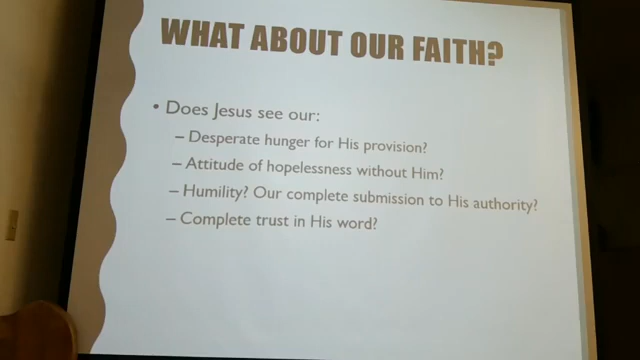 WHAT ABOUT OUR FAITH?
• Does Jesus see our:
– Desperate hunger for His provision?
– Attitude of hopelessness without Him?
– Humility? Our complete submission to His authority?
– Complete trust in His word?